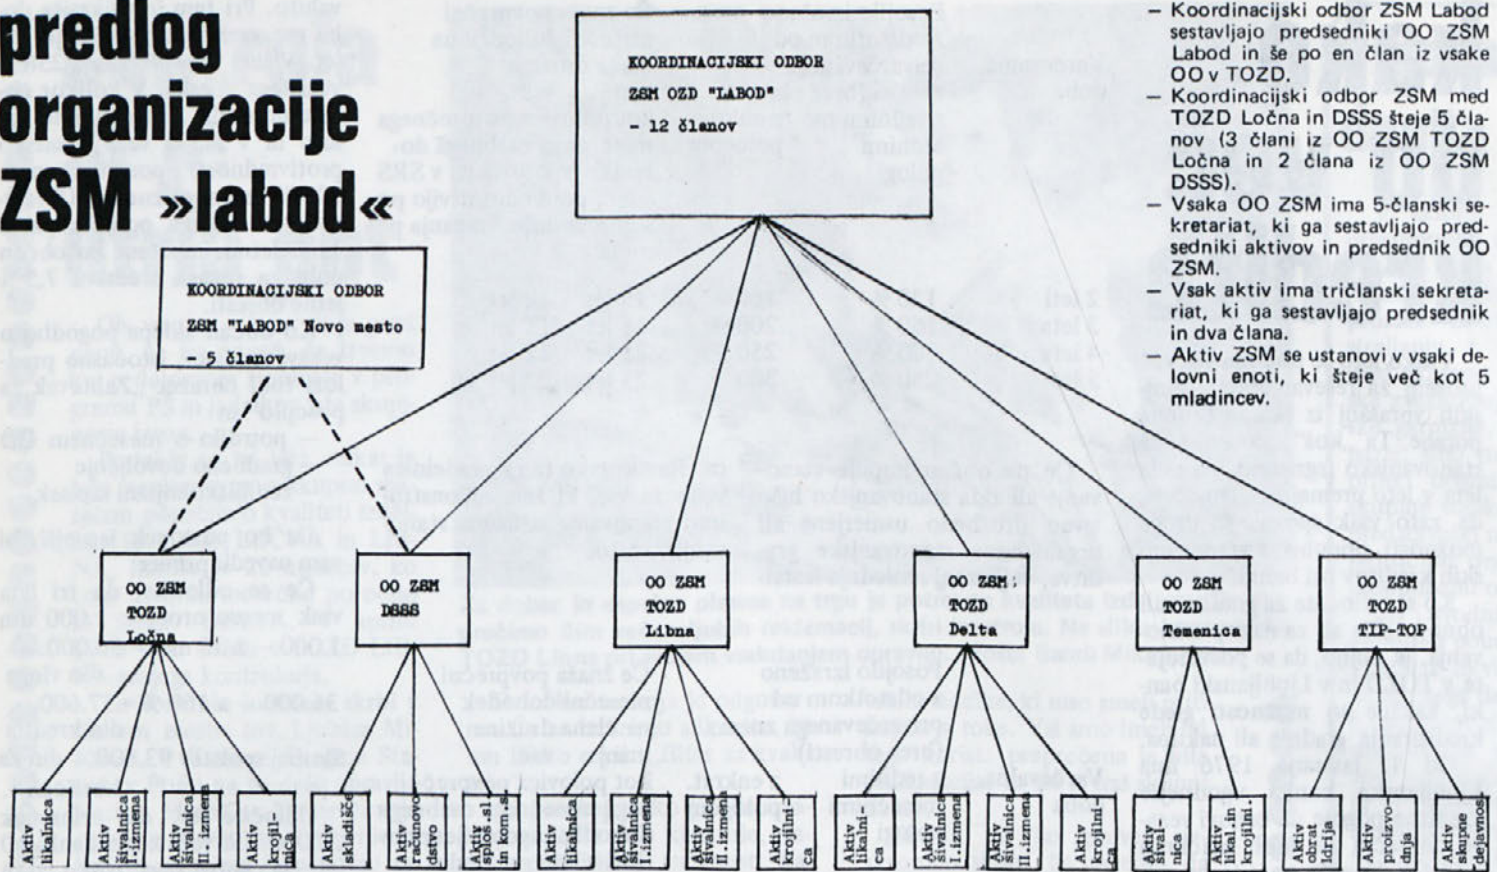 predlog
organizacije
ZSM »labod«
KOORDINACIJSKI ODBOR
ZSM OZD "LABOD"
- 12 članov
KOORDINACIJSKI ODBOR
ZSM "LABOD" Novo mesto
- 5 članov
— Koordinacijski odbor ZSM Labod
sestavljajo predsedniki OO ZSM
Labod in še po en član iz vsake
OO v TOZD.
— Koordinacijski odbor ZSM med
TOZD Ločna in DSSS šteje 5 čla-
nov (3 člani iz OO ZSM TOZD
Ločna in 2 člana iz OO ZSM
DSSS).
— Vsaka OO ZSM ima 5-članski se-
kretariat, ki ga sestavljajo pred-
sedniki aktivov in predsednik OO
ZSM.
— Vsak aktiv ima tričlanski sekreta-
riat, ki ga sestavljajo predsednik
in dva člana.
— Aktiv ZSM se ustanovi v vsaki de-
lovni enoti, ki šteje več kot 5
mladincev.
OO ZSM
TOZD
Ločna
OO ZSM
DSSS
OO ZSM
TOZD
Libna
OO ZSM
TOZD
Delta
OO ZSM
TOZD
Temenica
OO ZSM
TOZD
TIP-TOP
Aktiv
likalnica
Aktiv
šivalnica
I.izmena
Aktiv
šivalnica
II.izmena
Aktiv
krojil-
nica
Aktiv
skladišče
Aktiv
računovo-
dstvo
Aktiv
sploš.sl.
in kom.
Aktiv
likalnica
Aktiv
šivalnica
I.izmena
Aktiv
šivalnica
II.izmena
Aktiv
krojilni-
ca
Aktiv
likalni-
ca
Aktiv
šivalnica
I.izmena
Aktiv
šivalnica
II.izmena
Aktiv
krojilni-
ca
Aktiv
šival-
nica
Aktiv
likal.in
krojilni.
Aktiv
obrat
Idrija
Aktiv
proizvo-
dnja
Aktiv
skupne
dejavnos-